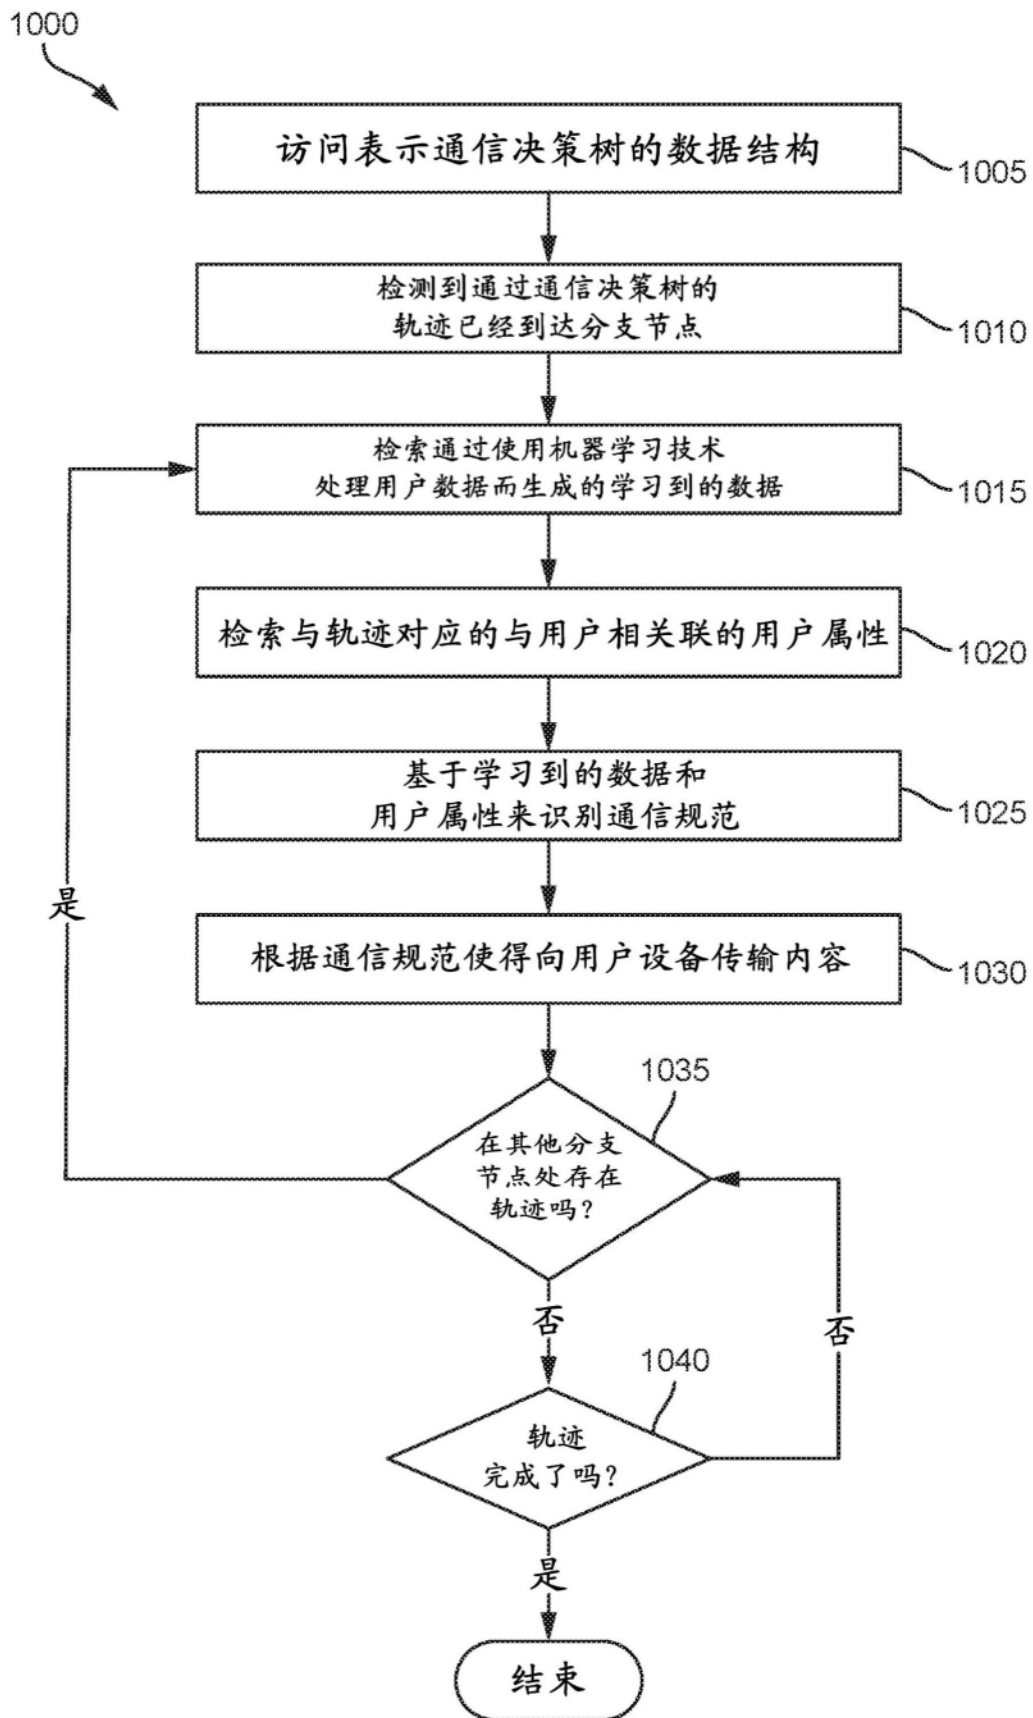 1000
访问表示通信决策树的数据结构
1005
检测到通过通信决策树的
轨迹已经到达分支节点
1010
检索通过使用机器学习技术
处理用户数据而生成的学习到的数据
1015
检索与轨迹对应的与用户相关联的用户属性
1020
基于学习到的数据和
用户属性来识别通信规范
1025
根据通信规范使得向用户设备传输内容
1030
1035
在其他分支
节点处存在
轨迹吗?
是
否
否
1040
轨迹
完成了吗?
是
结束